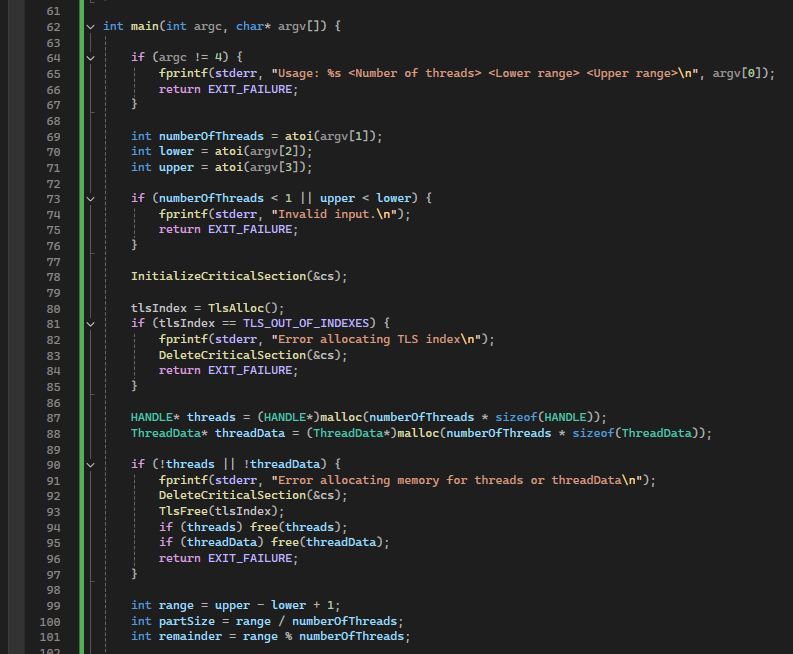 61
62 int main(int argc, char* argv[]) {
63
64     if (argc != 4) {
65         fprintf(stderr, "Usage: %s <Number of threads> <Lower range> <Upper range>\n", argv[0]);
66         return EXIT_FAILURE;
67     }
68
69     int numberOfThreads = atoi(argv[1]);
70     int lower = atoi(argv[2]);
71     int upper = atoi(argv[3]);
72
73     if (numberOfThreads < 1 || upper < lower) {
74         fprintf(stderr, "Invalid input.\n");
75         return EXIT_FAILURE;
76     }
77
78     InitializeCriticalSection(&cs);
79
80     tlsIndex = TlsAlloc();
81     if (tlsIndex == TLS_OUT_OF_INDEXES) {
82         fprintf(stderr, "Error allocating TLS index\n");
83         DeleteCriticalSection(&cs);
84         return EXIT_FAILURE;
85     }
86
87     HANDLE* threads = (HANDLE*)malloc(numberOfThreads * sizeof(HANDLE));
88     ThreadData* threadData = (ThreadData*)malloc(numberOfThreads * sizeof(ThreadData));
89
90     if (!threads || !threadData) {
91         fprintf(stderr, "Error allocating memory for threads or threadData\n");
92         DeleteCriticalSection(&cs);
93         TlsFree(tlsIndex);
94         if (threads) free(threads);
95         if (threadData) free(threadData);
96         return EXIT_FAILURE;
97     }
98
99     int range = upper - lower + 1;
100     int partSize = range / numberOfThreads;
101     int remainder = range % numberOfThreads;
102